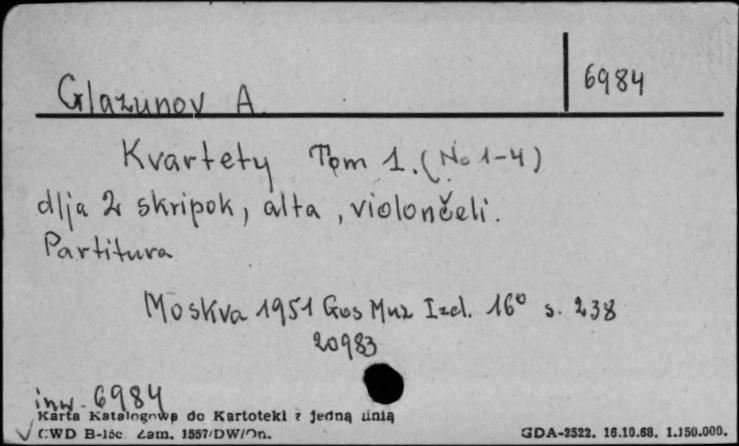 Glazunov A.
6984
Kvartety Tom 1. (No 1-4)
dlja 2 skripok, alta, violončeli.
Partitura
Moskva 1951 Gos Muz Izd. 16° s. 238
20983
inw. 6984
Karta Katalogowa do Kartoteki z jedną linią
CWD B-15c. Zam. 1557/DW/On.
GDA-2522. 16.10.68. 1.150.000.